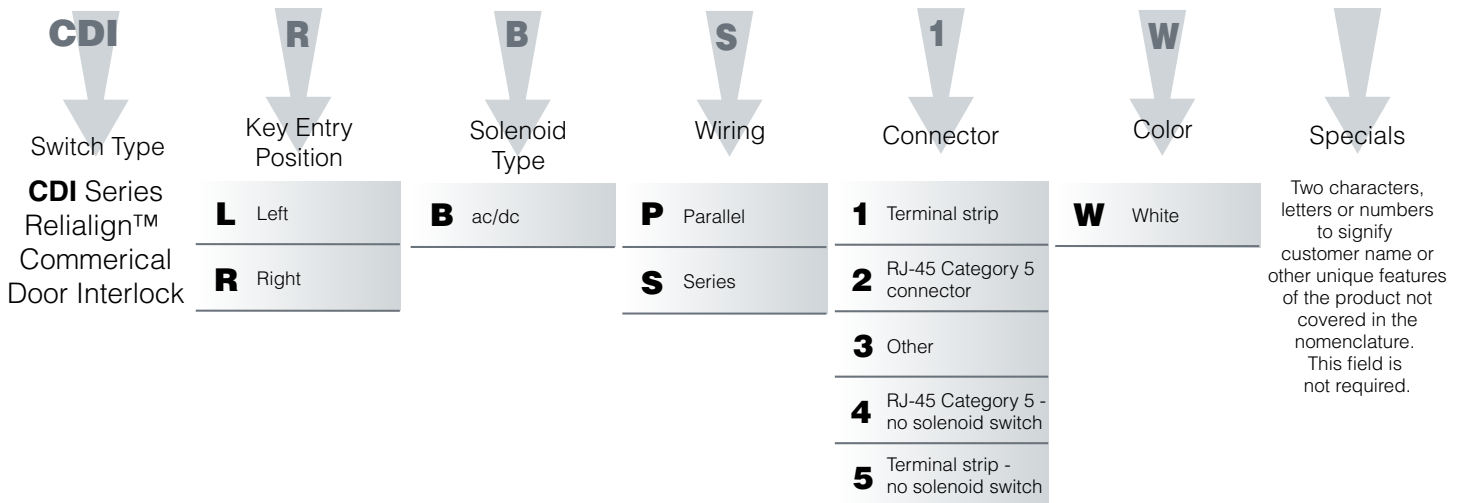 CDI
R
B
S
1
W
Switch Type
CDI Series
Relialign™
Commerical
Door Interlock
Key Entry
Position
L Left
R Right
Solenoid
Type
B ac/dc
Wiring
P Parallel
S Series
Connector
1 Terminal strip
2 RJ-45 Category 5
connector
3 Other
4 RJ-45 Category 5 -
no solenoid switch
5 Terminal strip -
no solenoid switch
Color
W White
Specials
Two characters,
letters or numbers
to signify
customer name or
other unique features
of the product not
covered in the
nomenclature.
This field is
not required.